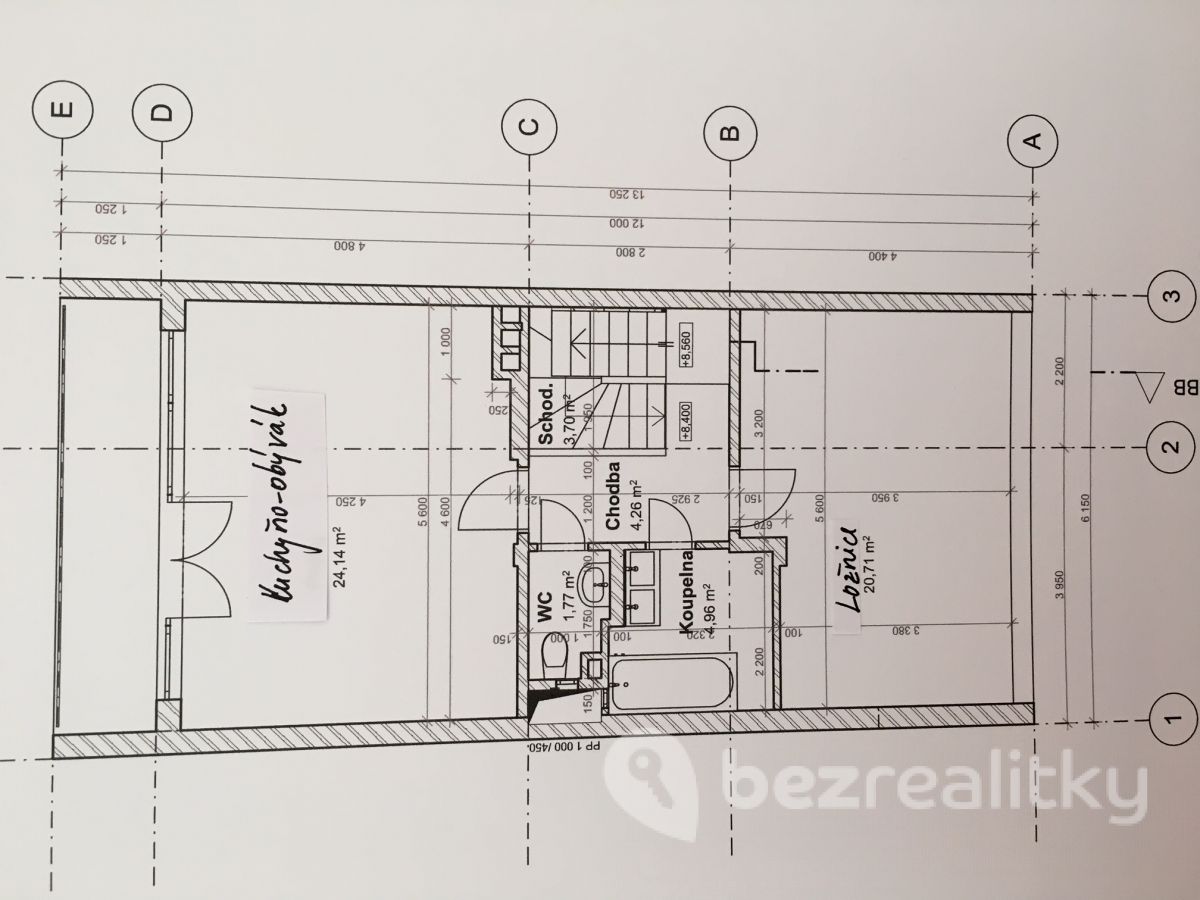 bezrealitky
PP 1 000 /450
1
2
3
BB
3 950
2 200
6 150
3 380
100
2 200
2 320
100
1 000
150
150
Koupelna
4,96 m²
WC
1,77 m²
1 750
200
Ložnice
20,71 m²
3 950
5 600
670
150
2 925
Chodba
4,26 m²
1 200
100
125
4 600
5 600
4 250
24,14 m²
Kuchyňo-obývák
3 200
+8,400
+8,560
Schod.
3,70 m²
250
1 000
4 400
2 800
4 800
1 250
12 000
1 250
13 250
A
B
C
D
E